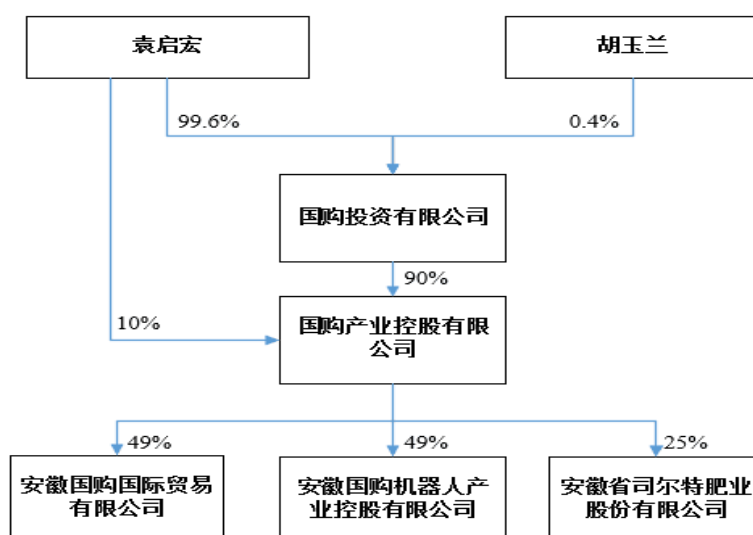 袁启宏
胡玉兰
99.6%
0.4%
国购投资有限公司
90%
10%
国购产业控股有限
公司
49%
49%
25%
安徽国购国际贸易
有限公司
安徽国购机器人产
业控股有限公司
安徽省司尔特肥业
股份有限公司